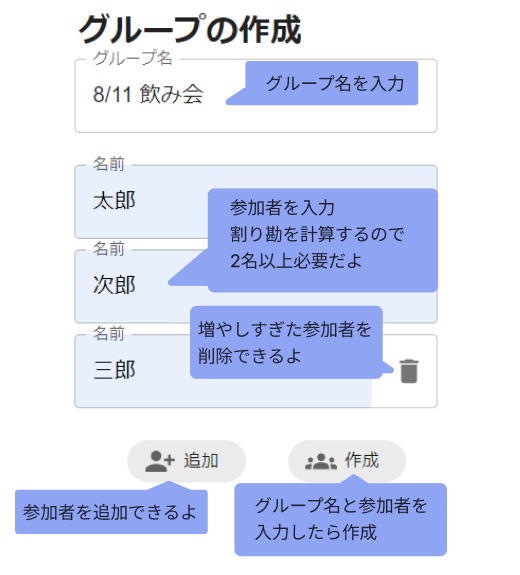 グループの作成
グループ名
8/11 飲み会
グループ名を入力
名前
太郎
参加者を入力
割り勘を計算するので
2名以上必要だよ
名前
次郎
増やしすぎた参加者を
削除できるよ
名前
三郎
追加
作成
参加者を追加できるよ
グループ名と参加者を
入力したら作成